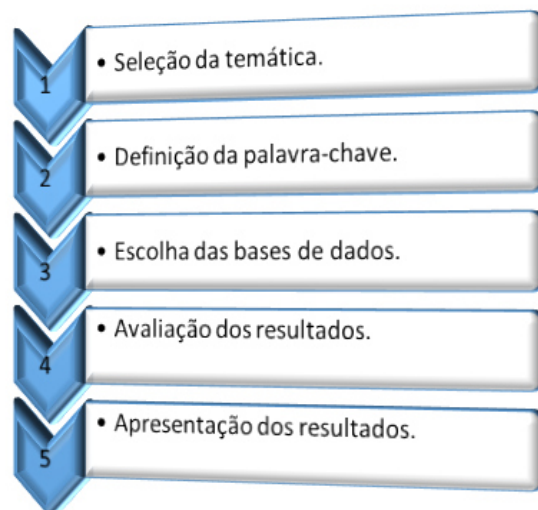 1
• Seleção da temática.
2
• Definição da palavra-chave.
3
• Escolha das bases de dados.
4
• Avaliação dos resultados.
5
• Apresentação dos resultados.